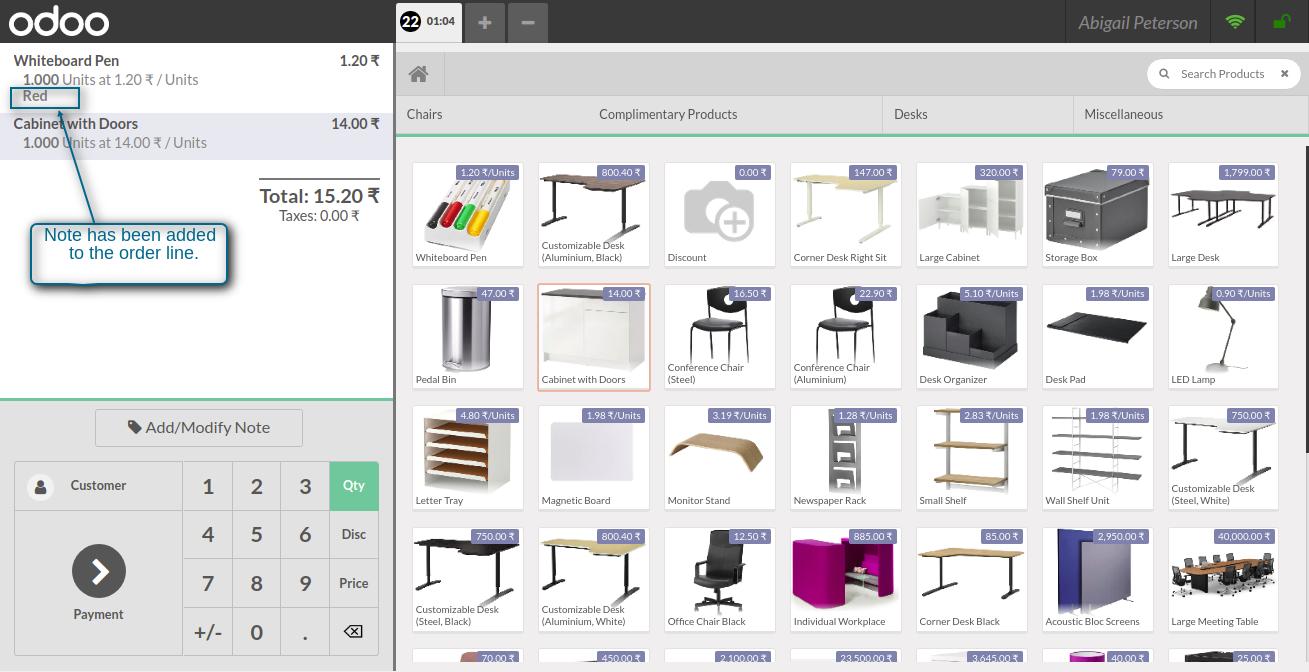 odoo
22 01:04
Abigail Peterson
Whiteboard Pen 1.20 ₹
1.000 Units at 1.20 ₹ / Units
Red
Cabinet with Doors 14.00 ₹
1.000 Units at 14.00 ₹ / Units
Total: 15.20 ₹
Taxes: 0.00 ₹
Note has been added
to the order line.
Add/Modify Note
Customer
1 2 3 Qty
4 5 6 Disc
7 8 9 Price
+/- 0 .
Payment
Search Products
Chairs Complimentary Products Desks Miscellaneous
1.20 ₹/Units
Whiteboard Pen
800.40 ₹
Customizable Desk
(Aluminium, Black)
0.00 ₹
Discount
147.00 ₹
Corner Desk Right Sit
320.00 ₹
Large Cabinet
79.00 ₹
Storage Box
1,799.00 ₹
Large Desk
47.00 ₹
Pedal Bin
14.00 ₹
Cabinet with Doors
16.50 ₹
Conference Chair
(Steel)
22.90 ₹
Conference Chair
(Aluminium)
5.10 ₹/Units
Desk Organizer
1.98 ₹/Units
Desk Pad
0.90 ₹/Units
LED Lamp
4.80 ₹/Units
Letter Tray
1.98 ₹/Units
Magnetic Board
3.19 ₹/Units
Monitor Stand
1.28 ₹/Units
Newspaper Rack
2.83 ₹/Units
Small Shelf
1.98 ₹/Units
Wall Shelf Unit
750.00 ₹
Customizable Desk
(Steel, White)
750.00 ₹
Customizable Desk
(Steel, Black)
800.40 ₹
Customizable Desk
(Aluminium, White)
12.50 ₹
Office Chair Black
885.00 ₹
Individual Workplace
85.00 ₹
Corner Desk Black
2,950.00 ₹
Acoustic Bloc Screens
40,000.00 ₹
Large Meeting Table
70.00 ₹
450.00 ₹
2,100.00 ₹
23,500.00 ₹
3,645.00 ₹
40.00 ₹
25.00 ₹